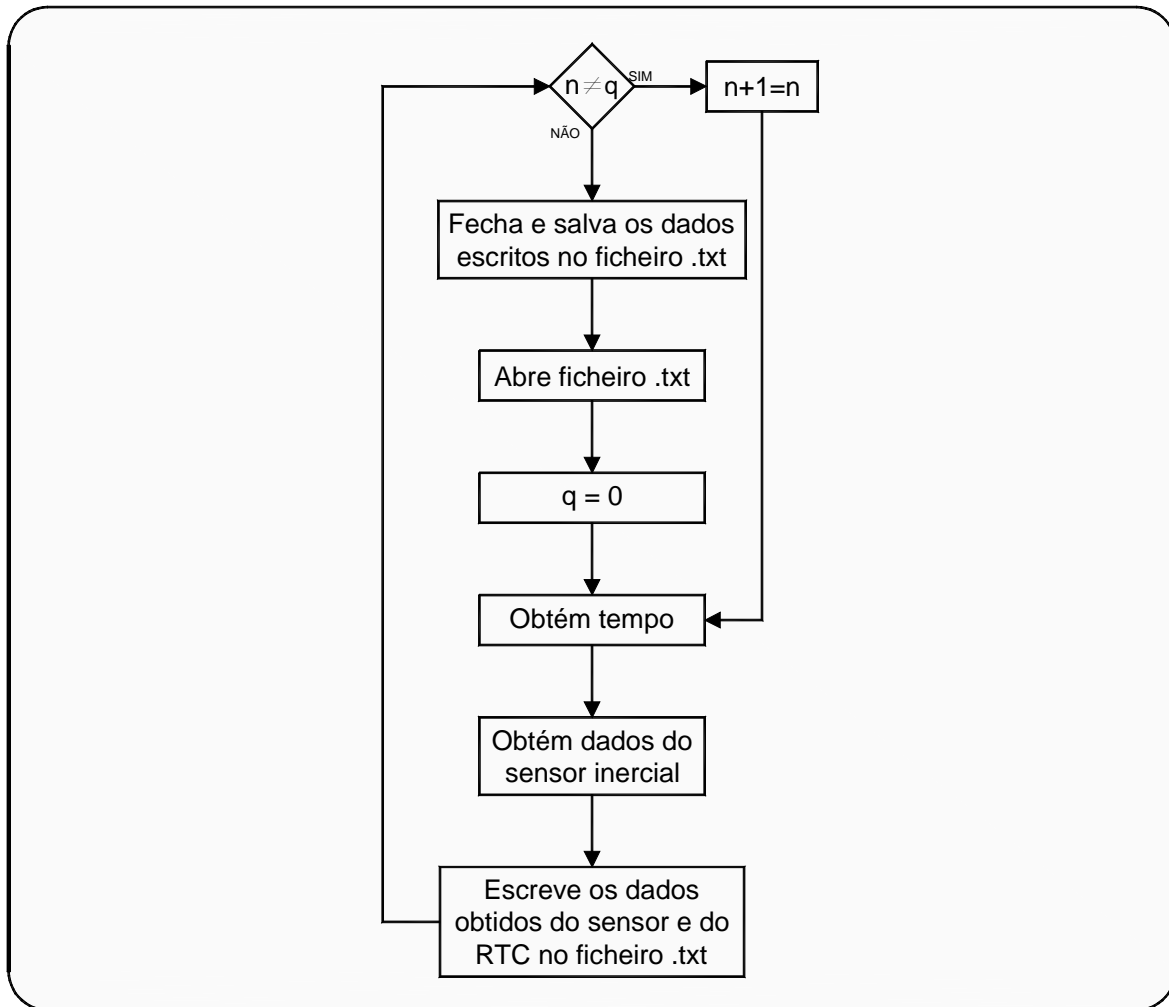 n≠q
SIM
n+1=n
NÃO
Fecha e salva os dados
escritos no ficheiro .txt
Abre ficheiro .txt
q = 0
Obtém tempo
Obtém dados do
sensor inercial
Escreve os dados
obtidos do sensor e do
RTC no ficheiro .txt